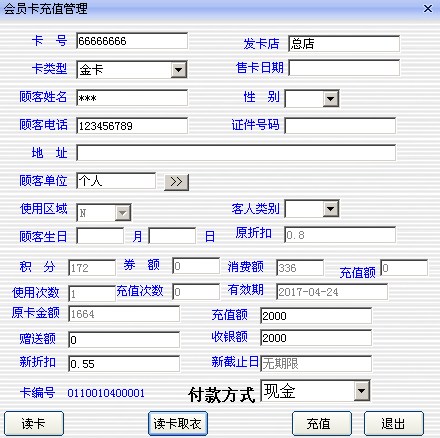 会员卡充值管理
卡 号 66666666 发卡店 总店
卡类型 金卡 售卡日期
顾客姓名 *** 性 别
顾客电话 123456789 证件号码
地 址
顾客单位 个人 >>
使用区域 N 客人类别
顾客生日 月 日 原折扣 0.8
积 分 172 券 额 0 消费额 336 充值额 0
使用次数 1 充值次数 0 有效期 2017-04-24
原卡金额 1664 充值额 2000
赠送额 0 收银额 2000
新折扣 0.55 新截止日 无期限
卡编号 0110010400001 付款方式 现金
读卡 读卡取衣 充值 退出